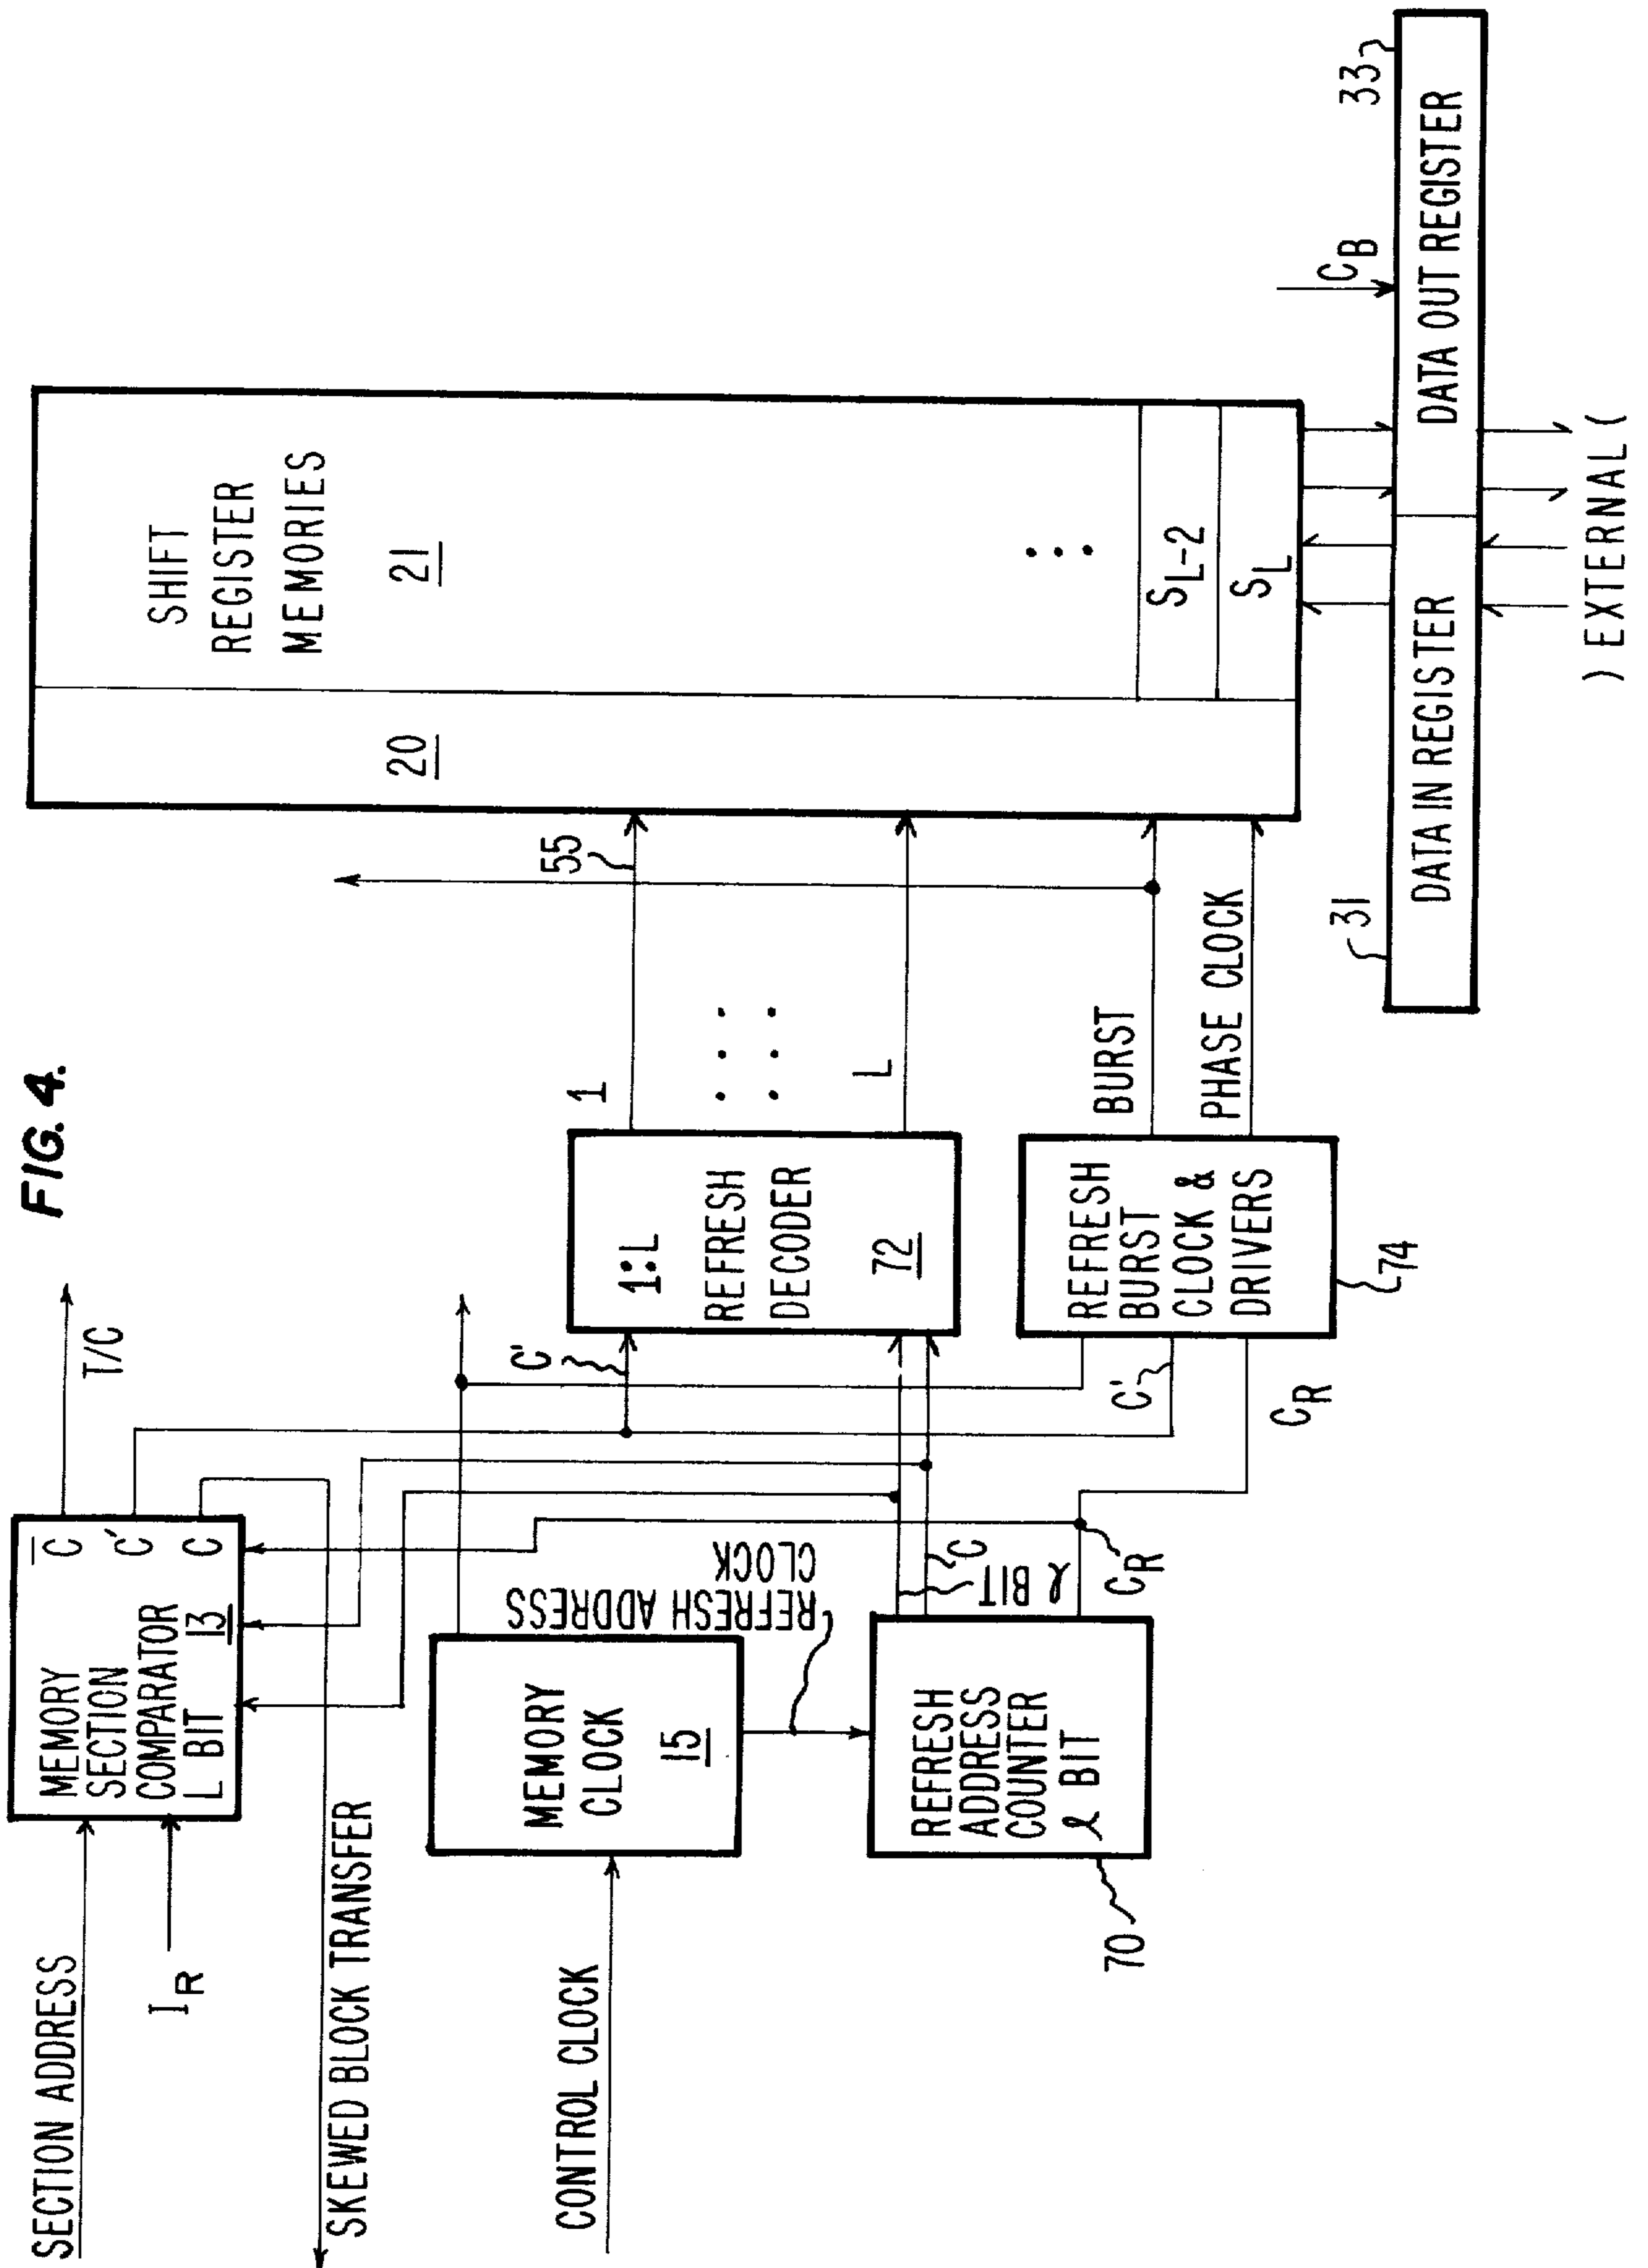 FIG. 4.
SECTION ADDRESS
I_R
MEMORY
SECTION
COMPARATOR
L BIT 13
C̅
C'
C
T/C
SKEWED BLOCK TRANSFER
CONTROL CLOCK
MEMORY
CLOCK
15
REFRESH ADDRESS
CLOCK
REFRESH
ADDRESS
COUNTER
ℓ BIT
70
ℓ BIT
C
C_R
C'
1:L
REFRESH
DECODER
72
1
L
55
C'
C_R
REFRESH
BURST
CLOCK &
DRIVERS
74
BURST
PHASE CLOCK
20
SHIFT
REGISTER
MEMORIES
21
S_L-2
S_L
C_B
31
DATA IN REGISTER
DATA OUT REGISTER
33
) EXTERNAL (